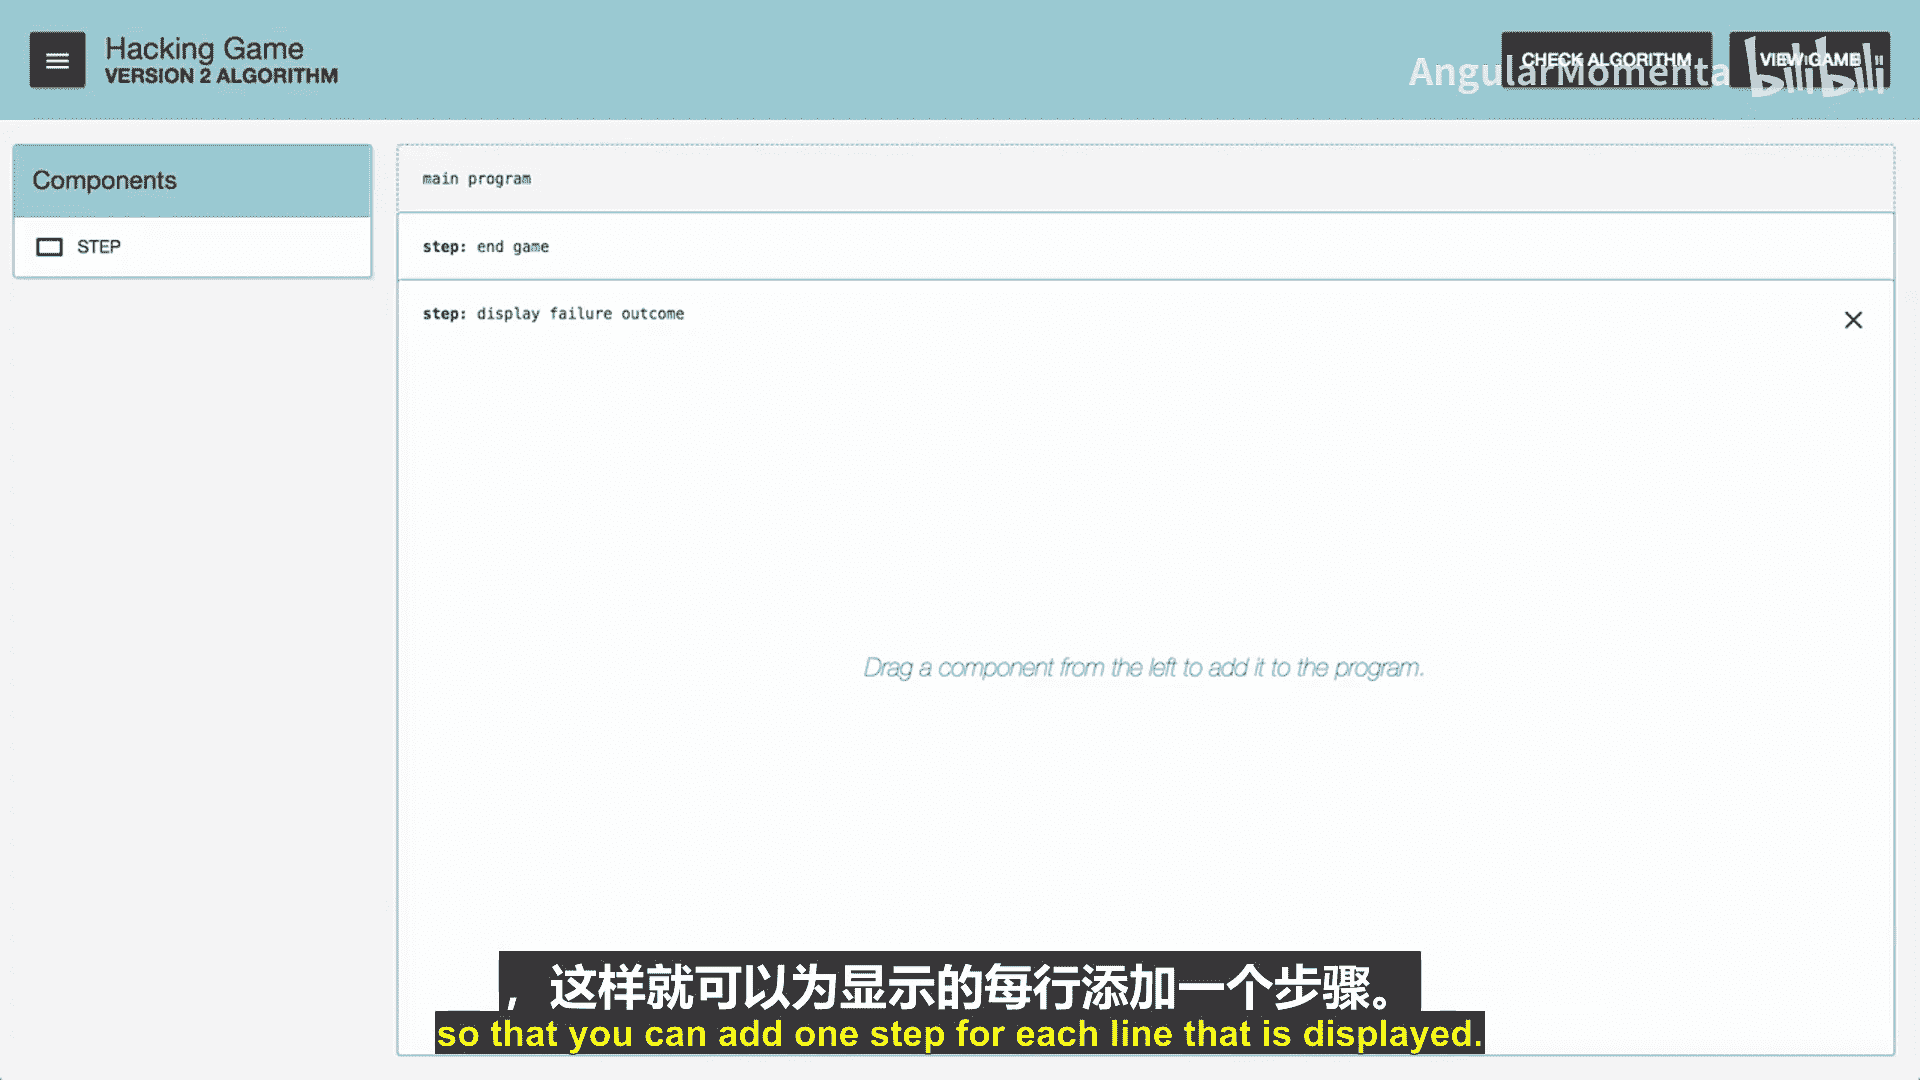 Hacking Game
VERSION 2 ALGORITHM
CHECK ALGORITHM
VIEW GAME
AngularMomenta
bilibili
Components
STEP
main program
step: end game
step: display failure outcome
Drag a component from the left to add it to the program.
，这样就可以为显示的每行添加一个步骤。
so that you can add one step for each line that is displayed.